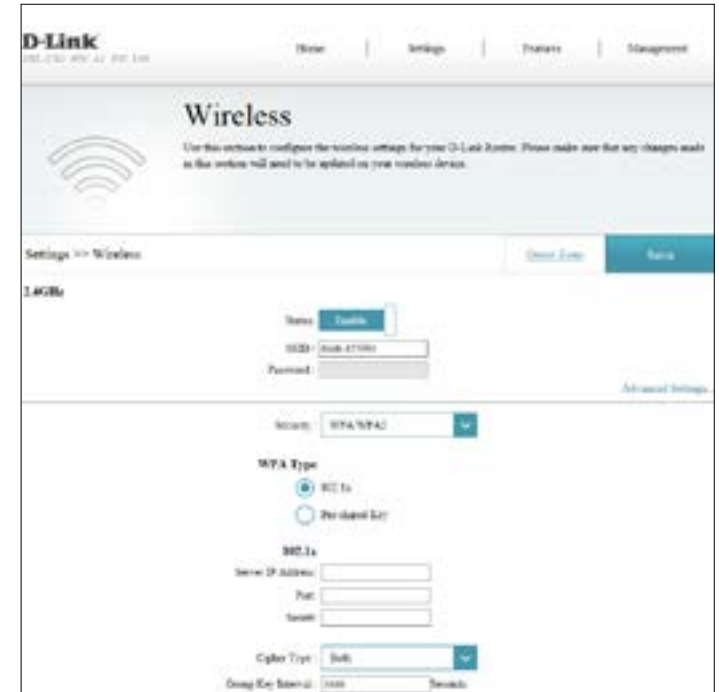 D-Link
Home | Settings | Features | Management
Wireless
Use this section to configure the wireless settings for your D-Link Router. Please make sure that any changes made
in this section will need to be updated on your wireless device.
Settings >> Wireless
Guest Zone
Save
2.4GHz
Status: Enable
SSID:
Password:
Advanced Settings...
Security: WPA/WPA2
WPA Type
802.1x
Pre-shared Key
802.1x
Server IP Address:
Port:
Secret:
Cipher Type: Both
Group Key Interval: Seconds